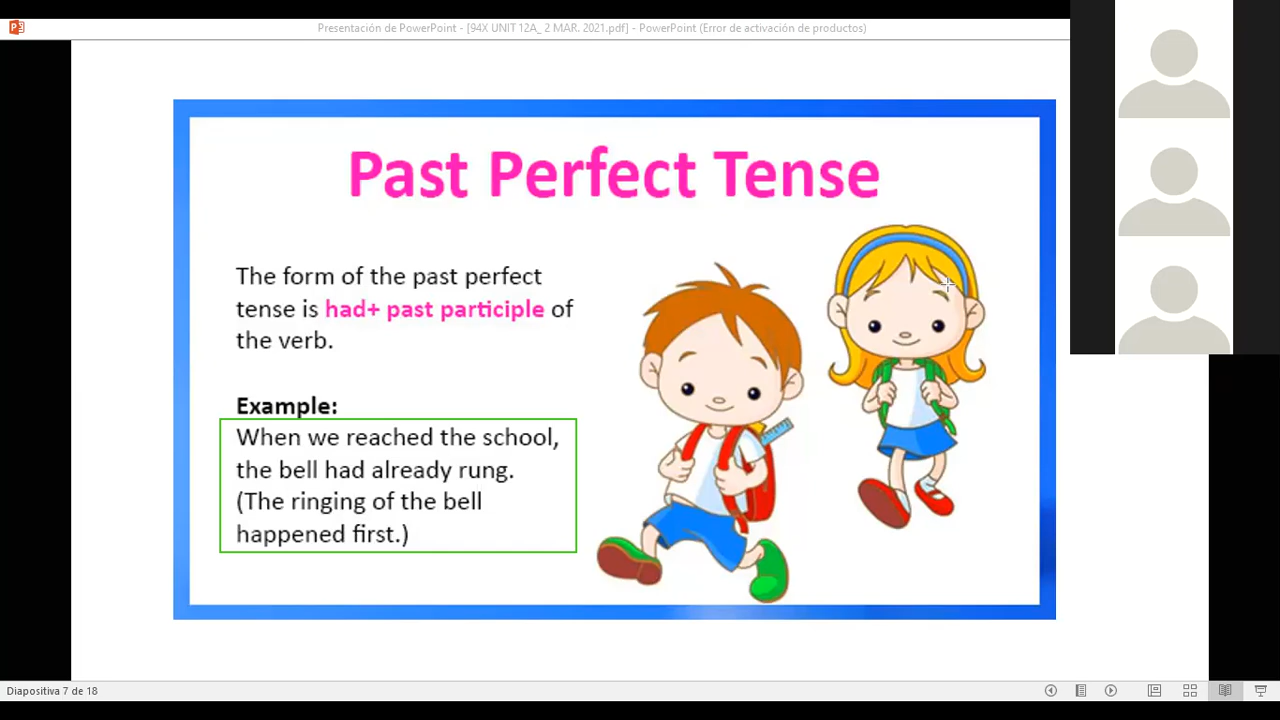 Presentación de PowerPoint - [94X UNIT 12A_ 2 MAR. 2021.pdf] - PowerPoint (Error de activación de productos)
Past Perfect Tense
The form of the past perfect
tense is had+ past participle of
the verb.
Example:
When we reached the school,
the bell had already rung.
(The ringing of the bell
happened first.)
Diapositiva 7 de 18